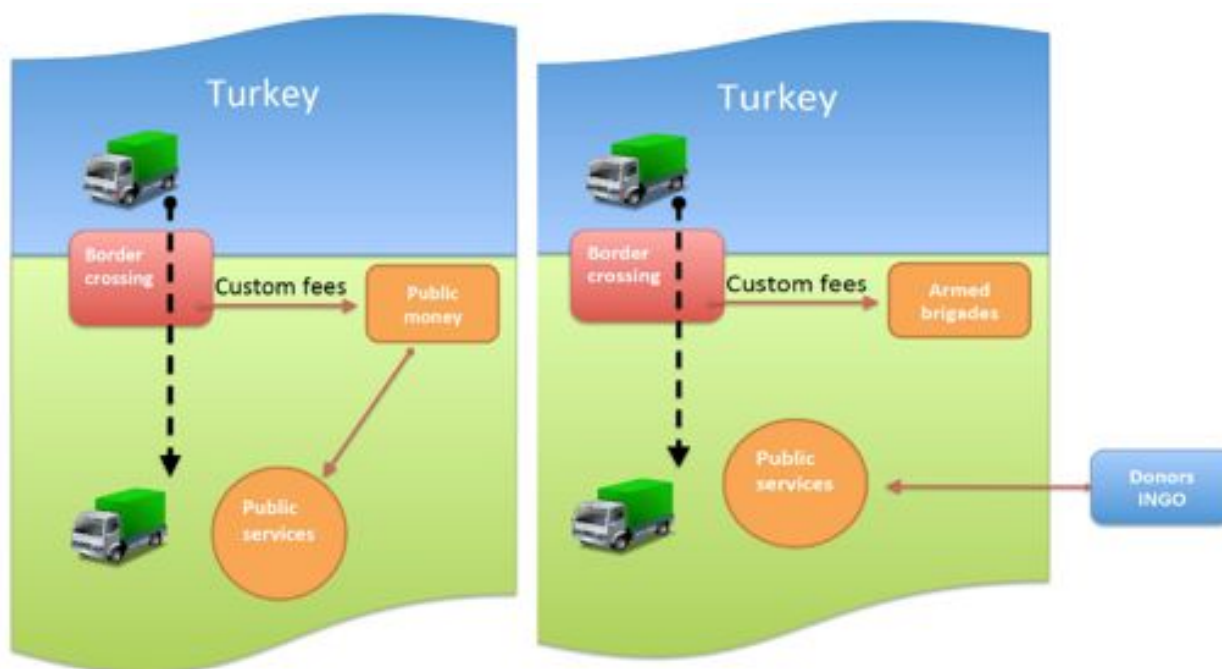 Turkey
Border
crossing
Custom fees
Public
money
Public
services
Turkey
Border
crossing
Custom fees
Armed
brigades
Public
services
Donors
INGO